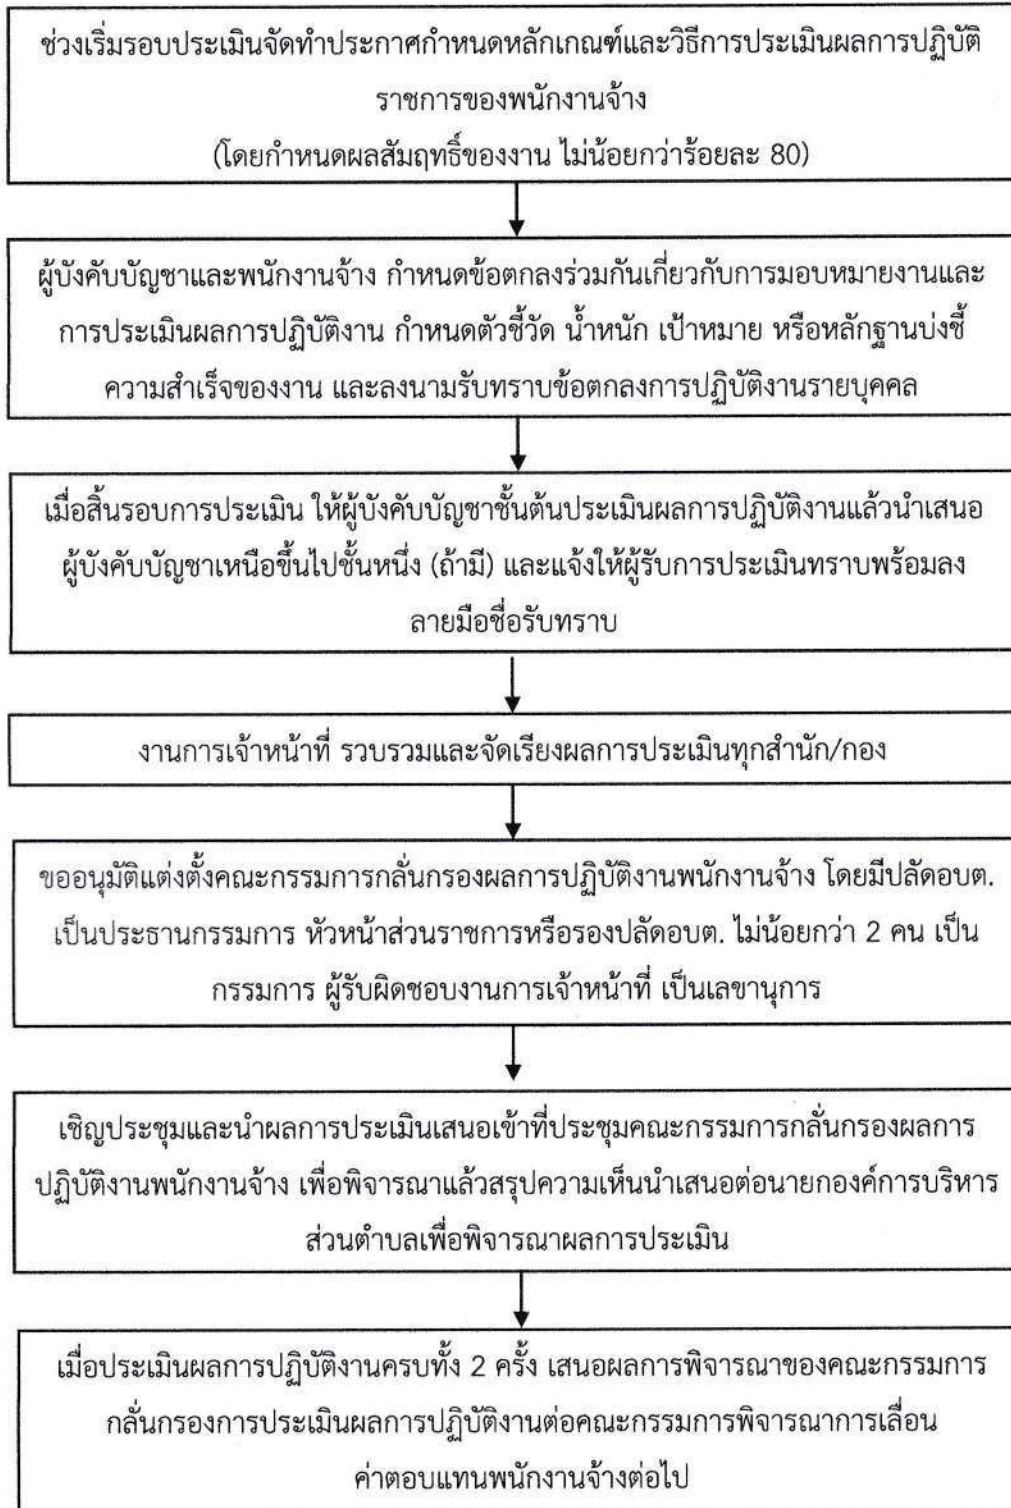 ช่วงเริ่มรอบประเมินจัดทำประกาศกำหนดหลักเกณฑ์และวิธีการประเมินผลการปฏิบัติ
ราชการของพนักงานจ้าง
(โดยกำหนดผลสัมฤทธิ์ของงาน ไม่น้อยกว่าร้อยละ 80)
ผู้บังคับบัญชาและพนักงานจ้าง กำหนดข้อตกลงร่วมกันเกี่ยวกับการมอบหมายงานและ
การประเมินผลการปฏิบัติงาน กำหนดตัวชี้วัด น้ำหนัก เป้าหมาย หรือหลักฐานบ่งชี้
ความสำเร็จของงาน และลงนามรับทราบข้อตกลงการปฏิบัติงานรายบุคคล
เมื่อสิ้นรอบการประเมิน ให้ผู้บังคับบัญชาชั้นต้นประเมินผลการปฏิบัติงานแล้วนำเสนอ
ผู้บังคับบัญชาเหนือขึ้นไปชั้นหนึ่ง (ถ้ามี) และแจ้งให้ผู้รับการประเมินทราบพร้อมลง
ลายมือชื่อรับทราบ
งานการเจ้าหน้าที่ รวบรวมและจัดเรียงผลการประเมินทุกสำนัก/กอง
ขออนุมัติแต่งตั้งคณะกรรมการกลั่นกรองผลการปฏิบัติงานพนักงานจ้าง โดยมีปลัดอบต.
เป็นประธานกรรมการ หัวหน้าส่วนราชการหรือรองปลัดอบต. ไม่น้อยกว่า 2 คน เป็น
กรรมการ ผู้รับผิดชอบงานการเจ้าหน้าที่ เป็นเลขานุการ
เชิญประชุมและนำผลการประเมินเสนอเข้าที่ประชุมคณะกรรมการกลั่นกรองผลการ
ปฏิบัติงานพนักงานจ้าง เพื่อพิจารณาแล้วสรุปความเห็นนำเสนอต่อนายกองค์การบริหาร
ส่วนตำบลเพื่อพิจารณาผลการประเมิน
เมื่อประเมินผลการปฏิบัติงานครบทั้ง 2 ครั้ง เสนอผลการพิจารณาของคณะกรรมการ
กลั่นกรองการประเมินผลการปฏิบัติงานต่อคณะกรรมการพิจารณาการเลื่อน
ค่าตอบแทนพนักงานจ้างต่อไป